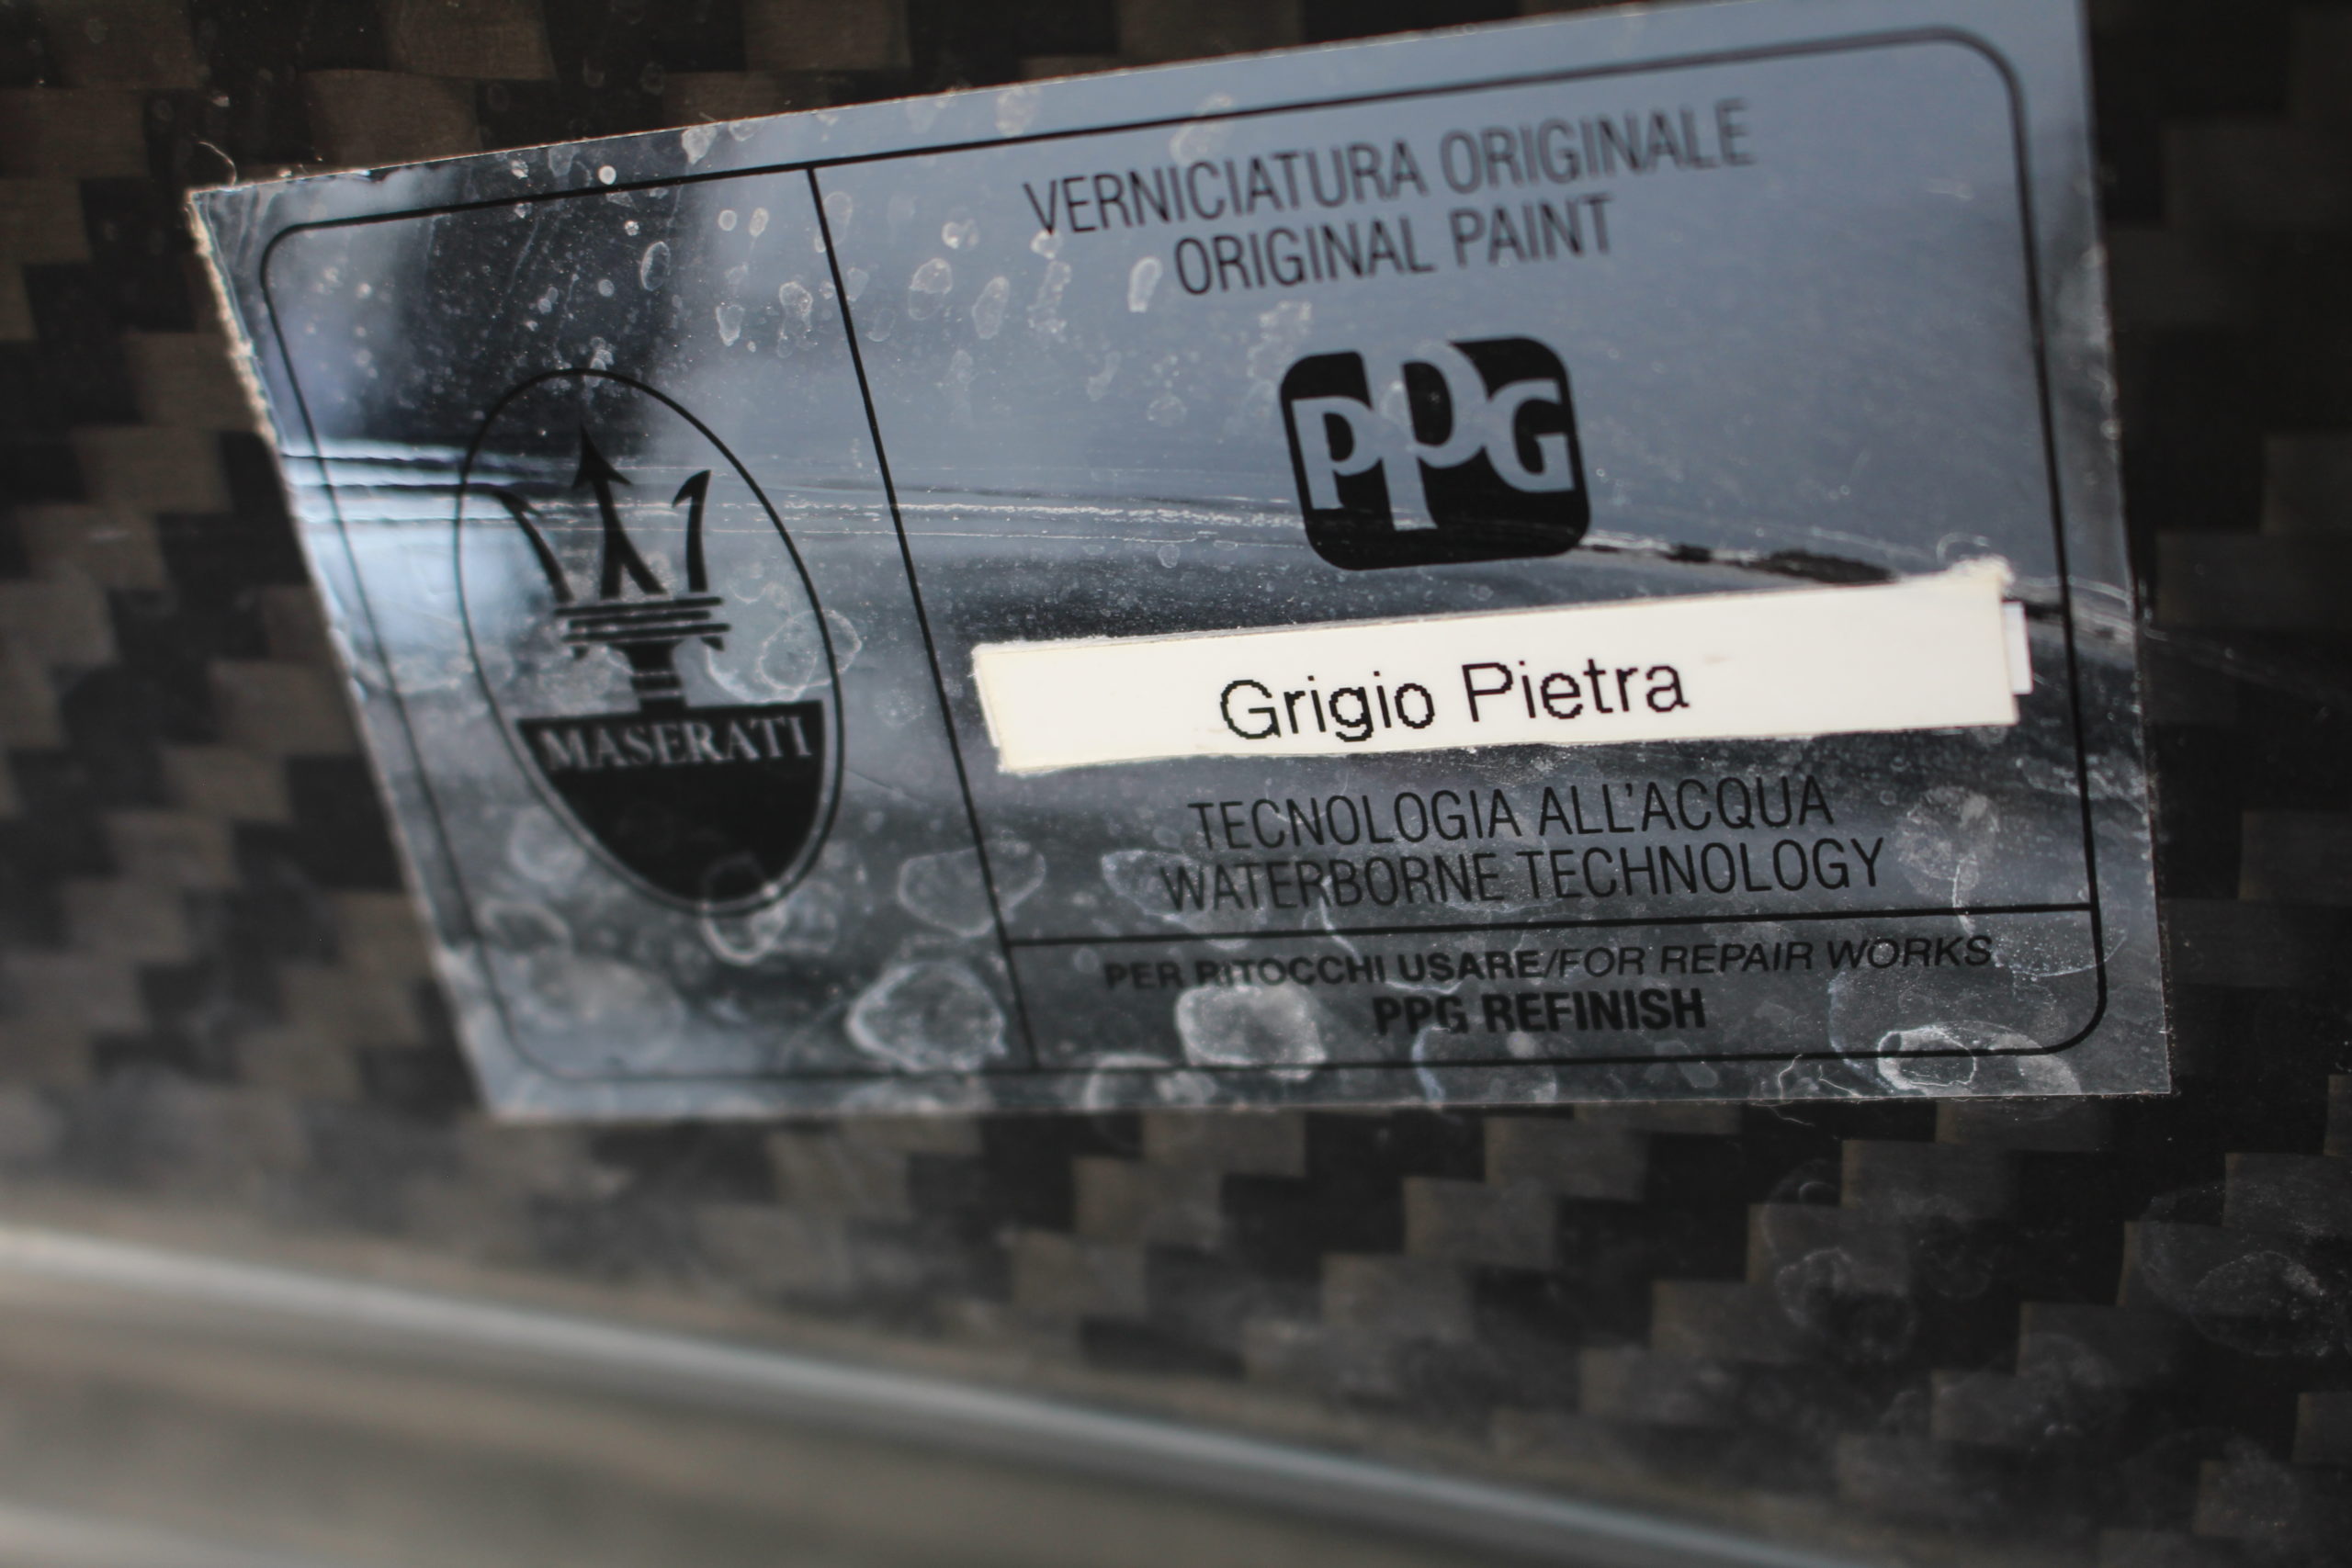 MASERATI
VERNICIATURA ORIGINALE
ORIGINAL PAINT
PPG
Grigio Pietra
TECNOLOGIA ALL'ACQUA
WATERBORNE TECHNOLOGY
PER RITOCCHI USARE/FOR REPAIR WORKS
PPG REFINISH